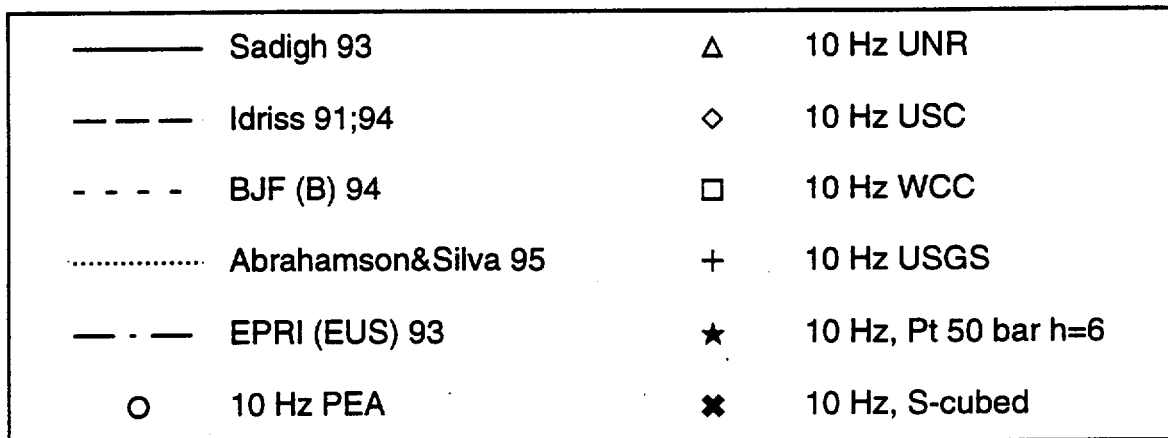 Sadigh 93
Idriss 91;94
BJF (B) 94
Abrahamson&Silva 95
EPRI (EUS) 93
10 Hz PEA
10 Hz UNR
10 Hz USC
10 Hz WCC
10 Hz USGS
10 Hz, Pt 50 bar h=6
10 Hz, S-cubed